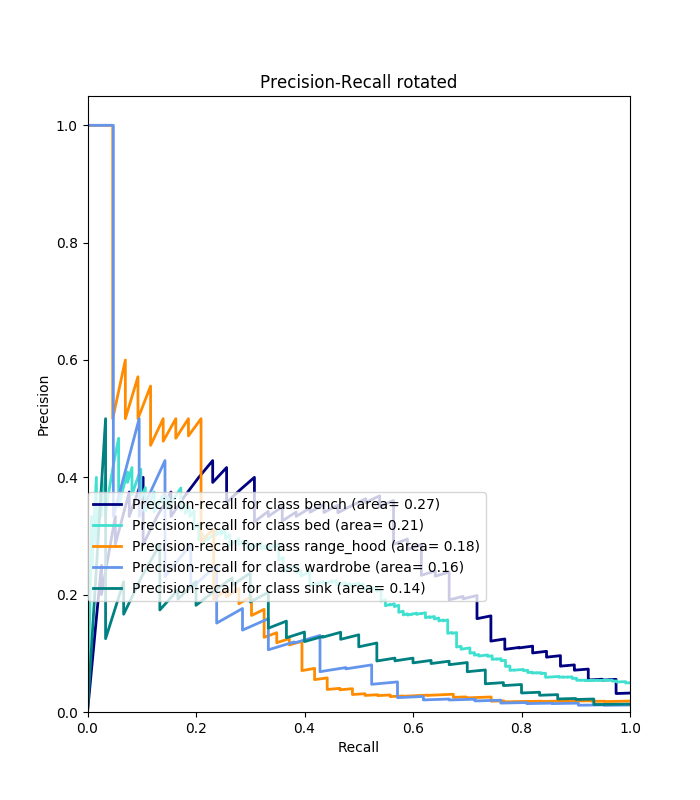 Precision-Recall rotated
1.0
0.8
0.6
0.4
0.2
0.0
Precision
Precision-recall for class bench (area= 0.27)
Precision-recall for class bed (area= 0.21)
Precision-recall for class range_hood (area= 0.18)
Precision-recall for class wardrobe (area= 0.16)
Precision-recall for class sink (area= 0.14)
0.0 0.2 0.4 0.6 0.8 1.0
Recall